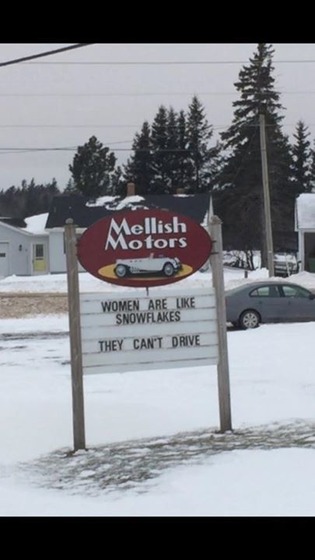 Mellish
Motors
WOMEN ARE LIKE
SNOWFLAKES
THEY CAN'T DRIVE